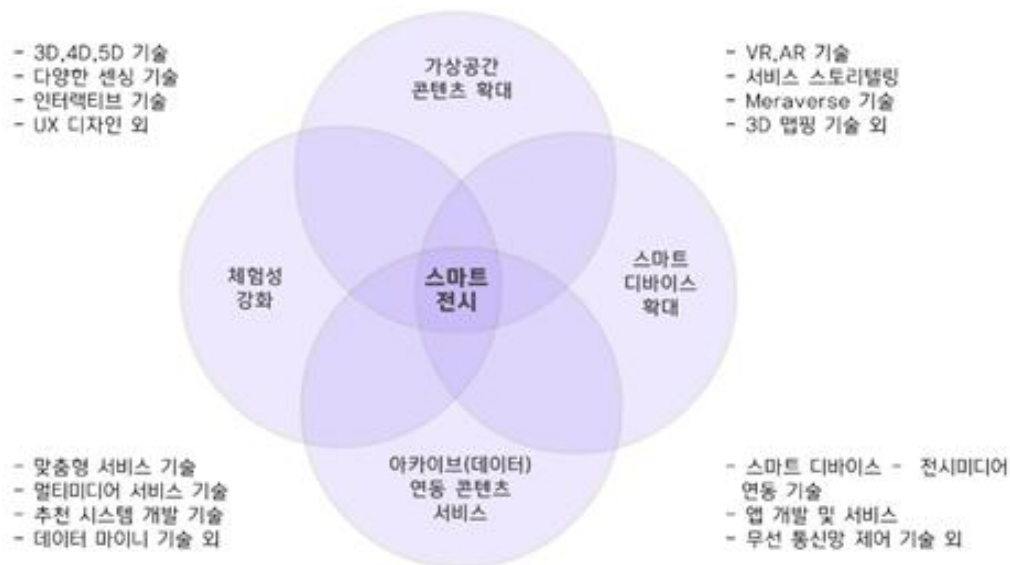 - 3D,4D,5D 기술
- 다양한 센싱 기술
- 인터랙티브 기술
- UX 디자인 외
가상공간
콘텐츠 확대
- VR,AR 기술
- 서비스 스토리텔링
- Meraverse 기술
- 3D 맵핑 기술 외
체험성
강화
스마트
전시
스마트
디바이스
확대
- 맞춤형 서비스 기술
- 멀티미디어 서비스 기술
- 추천 시스템 개발 기술
- 데이터 마이니 기술 외
아카이브(데이터)
연동 콘텐츠
서비스
- 스마트 디바이스 - 전시미디어
연동 기술
- 앱 개발 및 서비스
- 무선 통신망 제어 기술 외